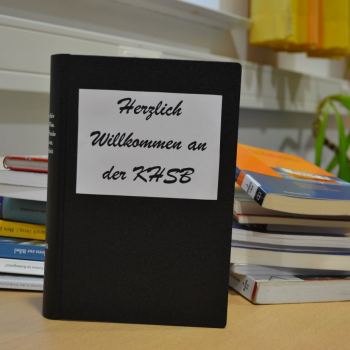 Herzlich
Willkommen an
der KHSB